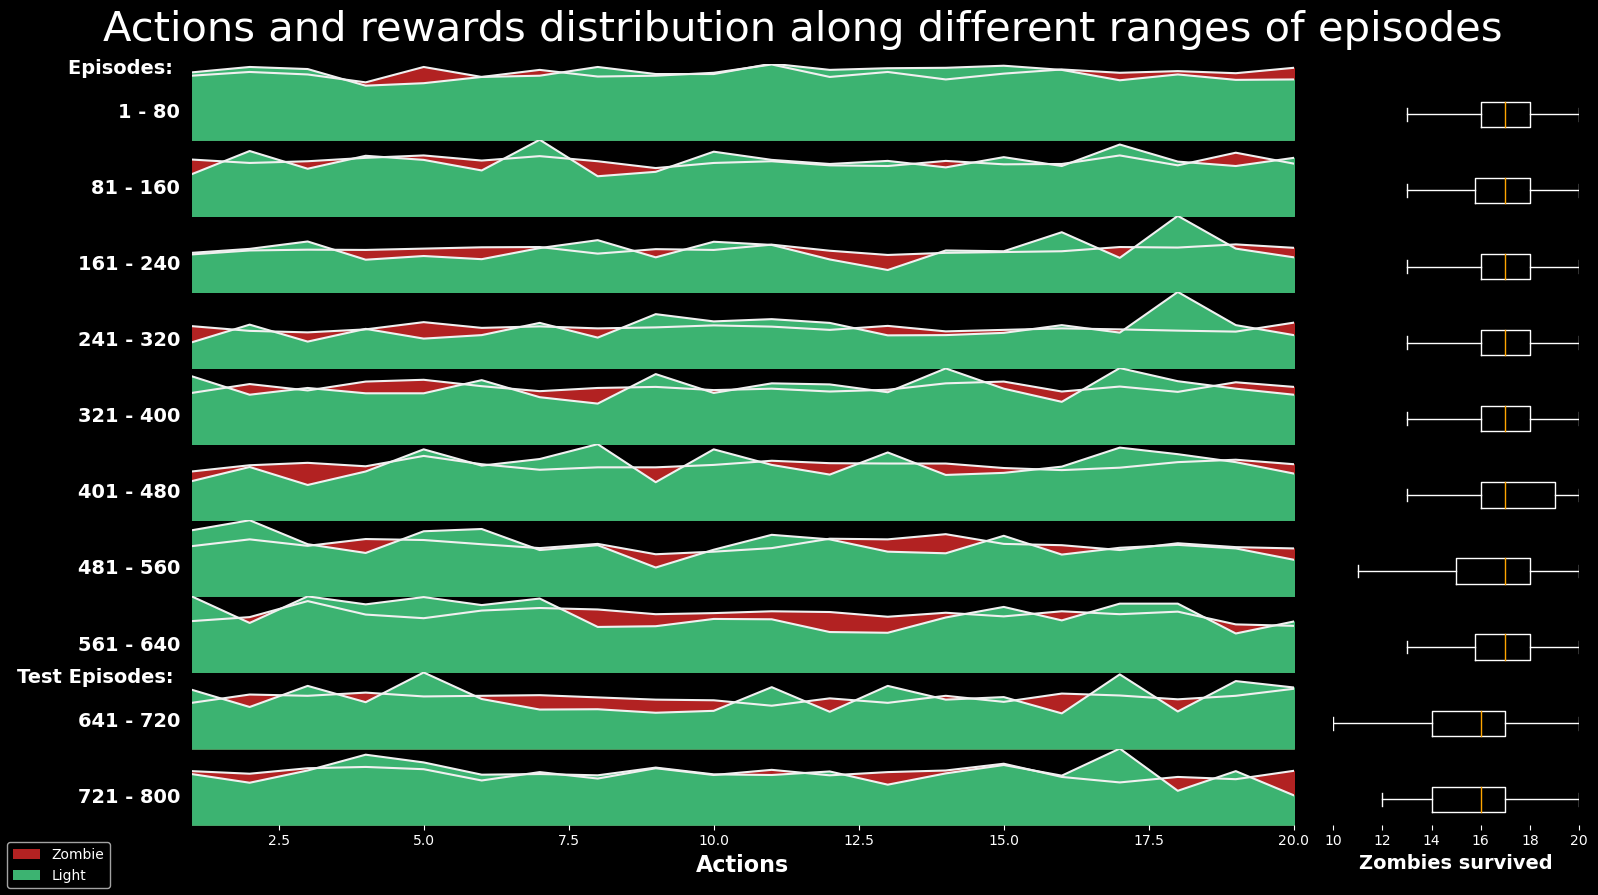 Actions and rewards distribution along different ranges of episodes
Episodes:
1 - 80
81 - 160
161 - 240
241 - 320
321 - 400
401 - 480
481 - 560
561 - 640
Test Episodes:
641 - 720
721 - 800
2.5 5.0 7.5 10.0 12.5 15.0 17.5 20.0
10 12 14 16 18 20
Actions
Zombies survived
Zombie
Light